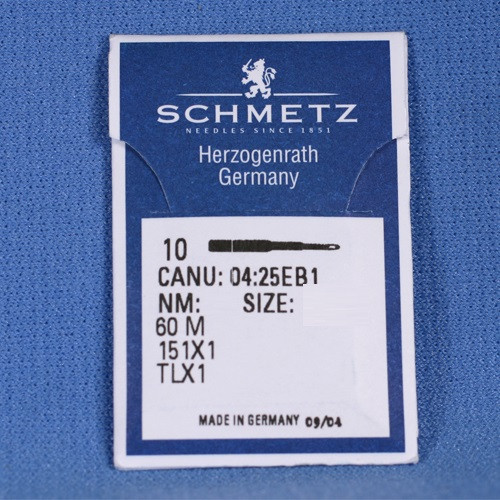 SCHMETZ
NEEDLES SINCE 1851
Herzogenrath
Germany
10
CANU: 04:25EB1
NM: SIZE:
60 M
151X1
TLX1
MADE IN GERMANY 09/04